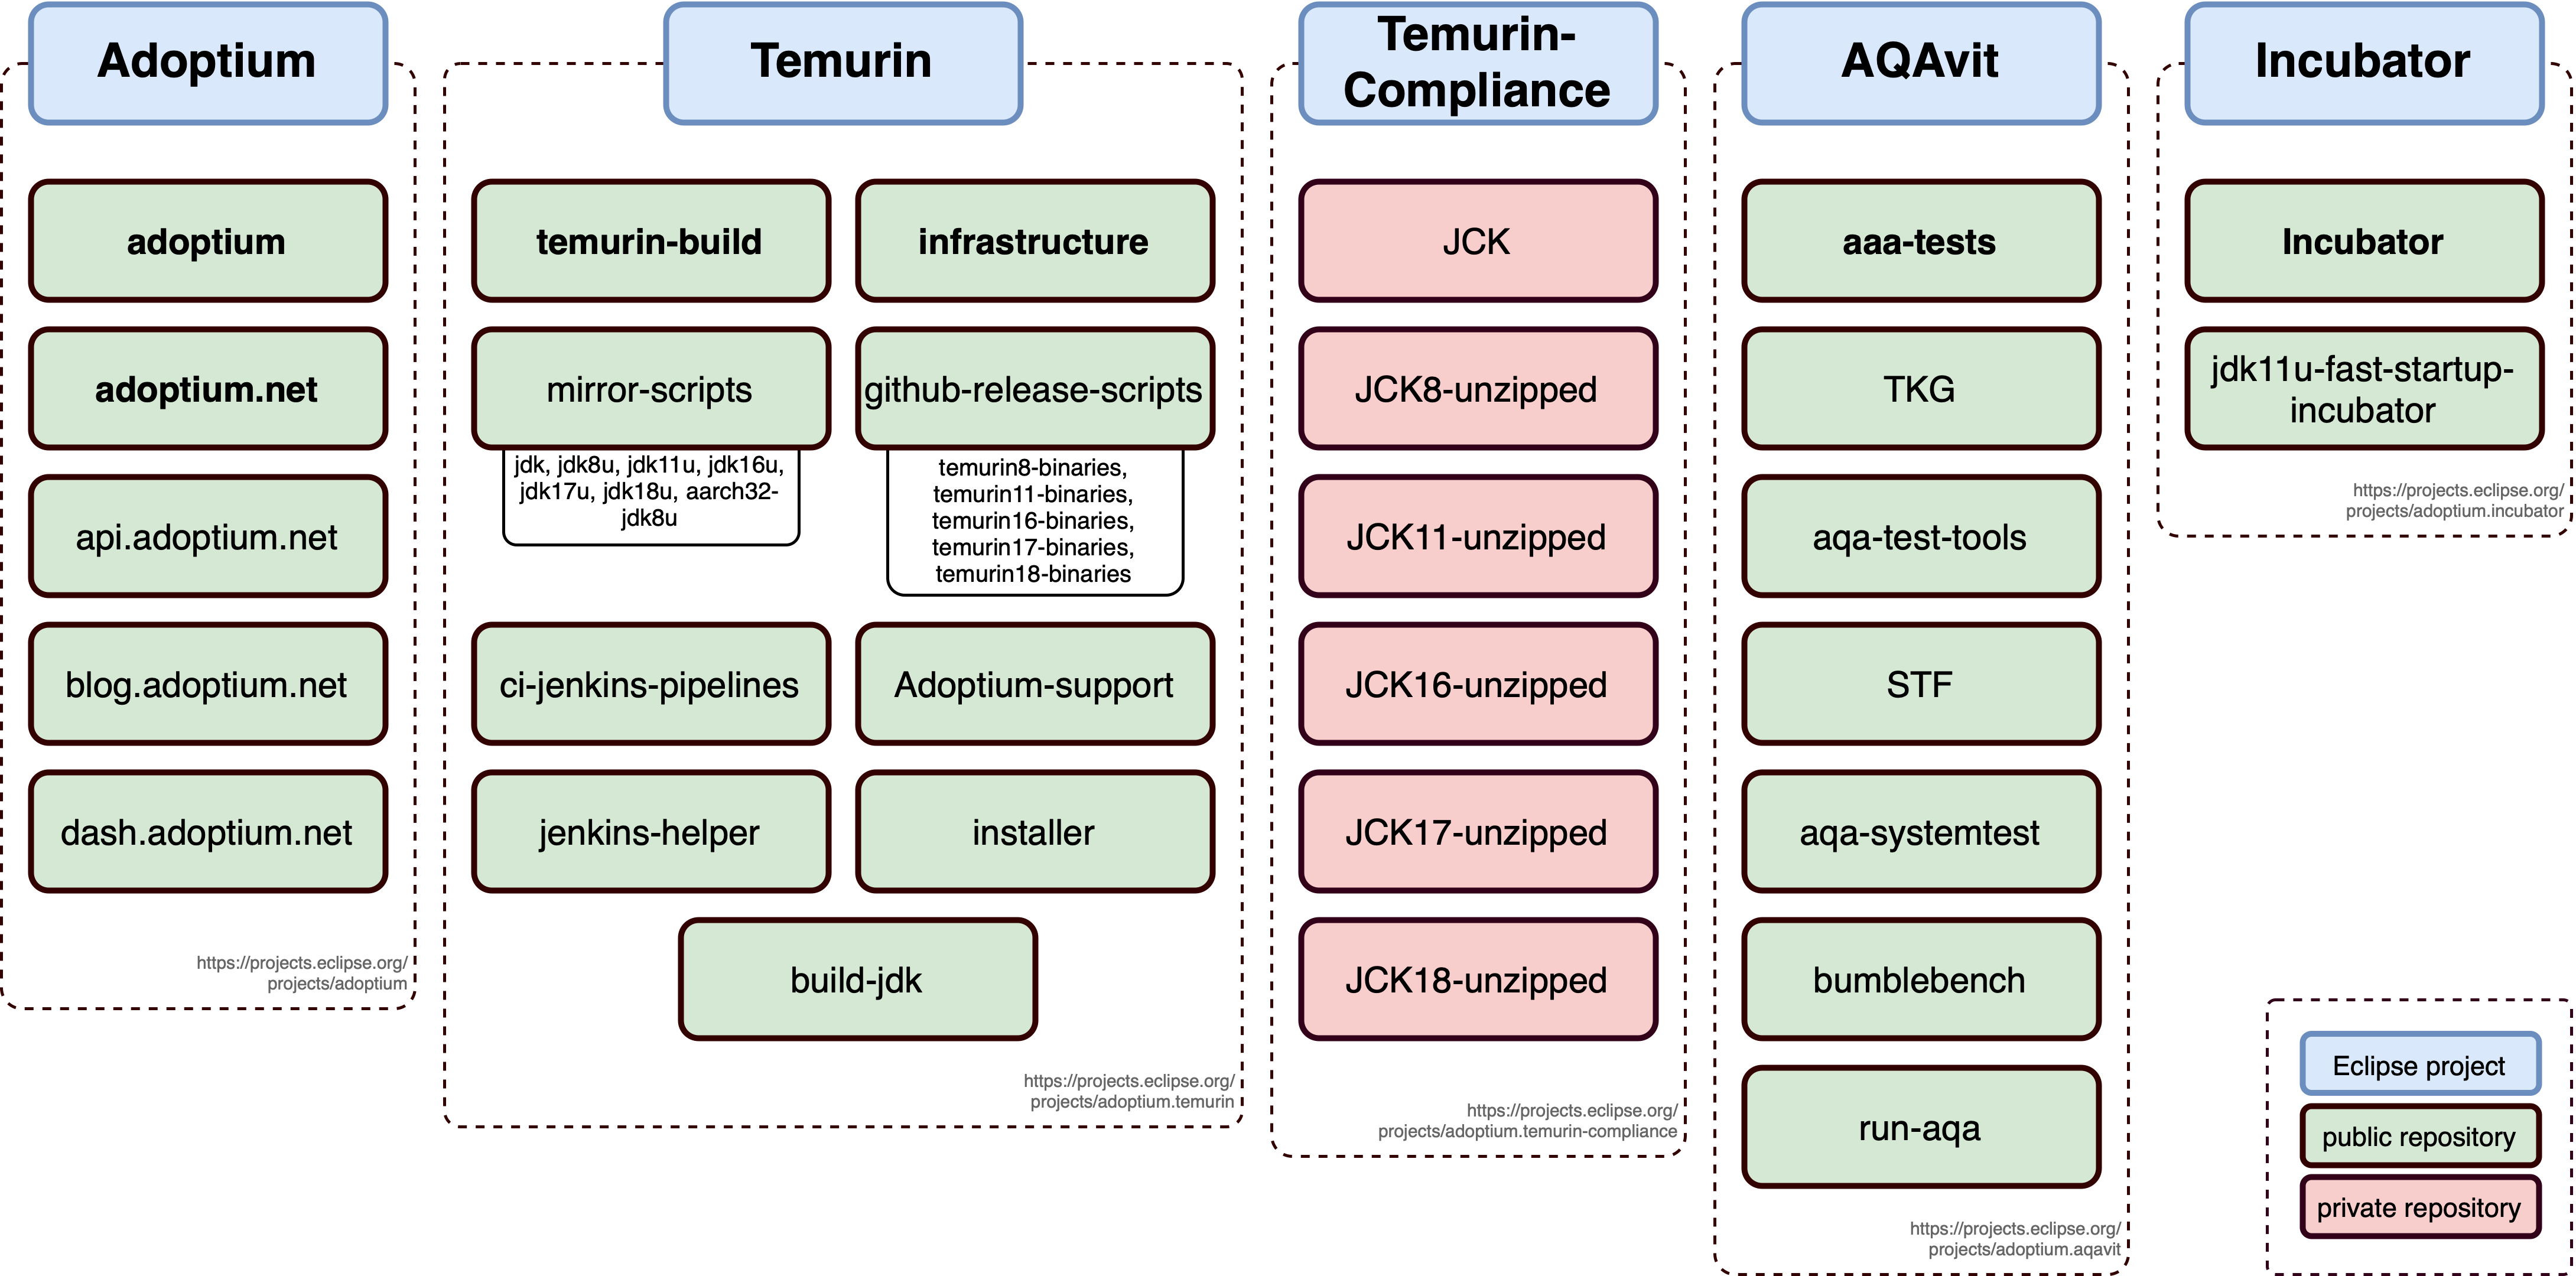 Adoptium
adoptium
adoptium.net
api.adoptium.net
blog.adoptium.net
dash.adoptium.net
https://projects.eclipse.org/
projects/adoptium
Temurin
temurin-build
infrastructure
mirror-scripts
jdk, jdk8u, jdk11u, jdk16u,
jdk17u, jdk18u, aarch32-
jdk8u
github-release-scripts
temurin8-binaries,
temurin11-binaries,
temurin16-binaries,
temurin17-binaries,
temurin18-binaries
ci-jenkins-pipelines
Adoptium-support
jenkins-helper
installer
build-jdk
https://projects.eclipse.org/
projects/adoptium.temurin
Temurin-
Compliance
JCK
JCK8-unzipped
JCK11-unzipped
JCK16-unzipped
JCK17-unzipped
JCK18-unzipped
https://projects.eclipse.org/
projects/adoptium.temurin-compliance
AQAvit
aaa-tests
TKG
aqa-test-tools
STF
aqa-systemtest
bumblebench
run-aqa
https://projects.eclipse.org/
projects/adoptium.aqavit
Incubator
Incubator
jdk11u-fast-startup-
incubator
https://projects.eclipse.org/
projects/adoptium.incubator
Eclipse project
public repository
private repository